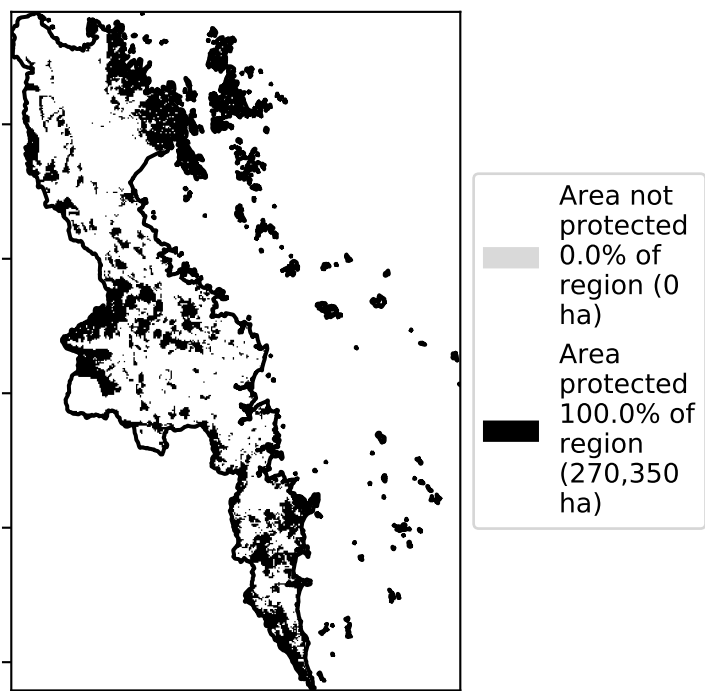 Area not
protected
0.0% of
region (0
ha)
Area
protected
100.0% of
region
(270,350
ha)